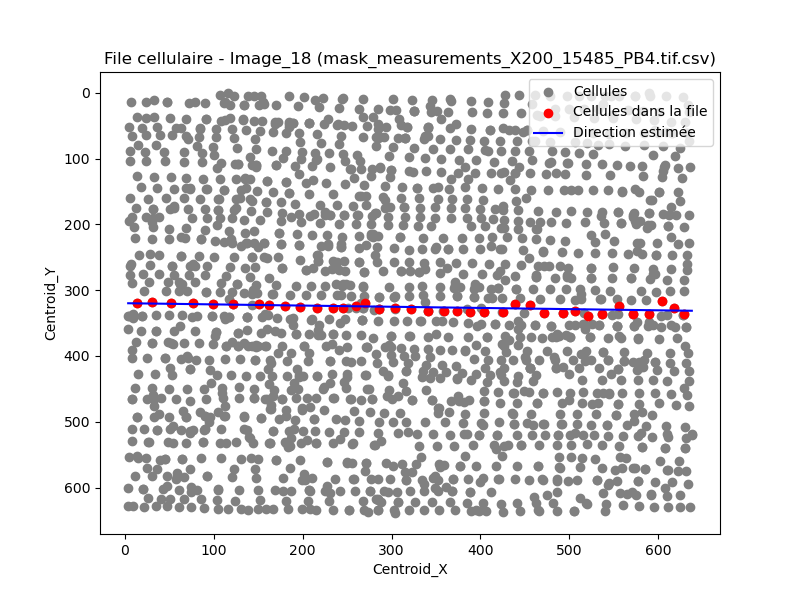 File cellulaire - Image_18 (mask_measurements_X200_15485_PB4.tif.csv)
Cellules
Cellules dans la file
Direction estimée
0
100
200
300
400
500
600
Centroid_Y
0 100 200 300 400 500 600
Centroid_X